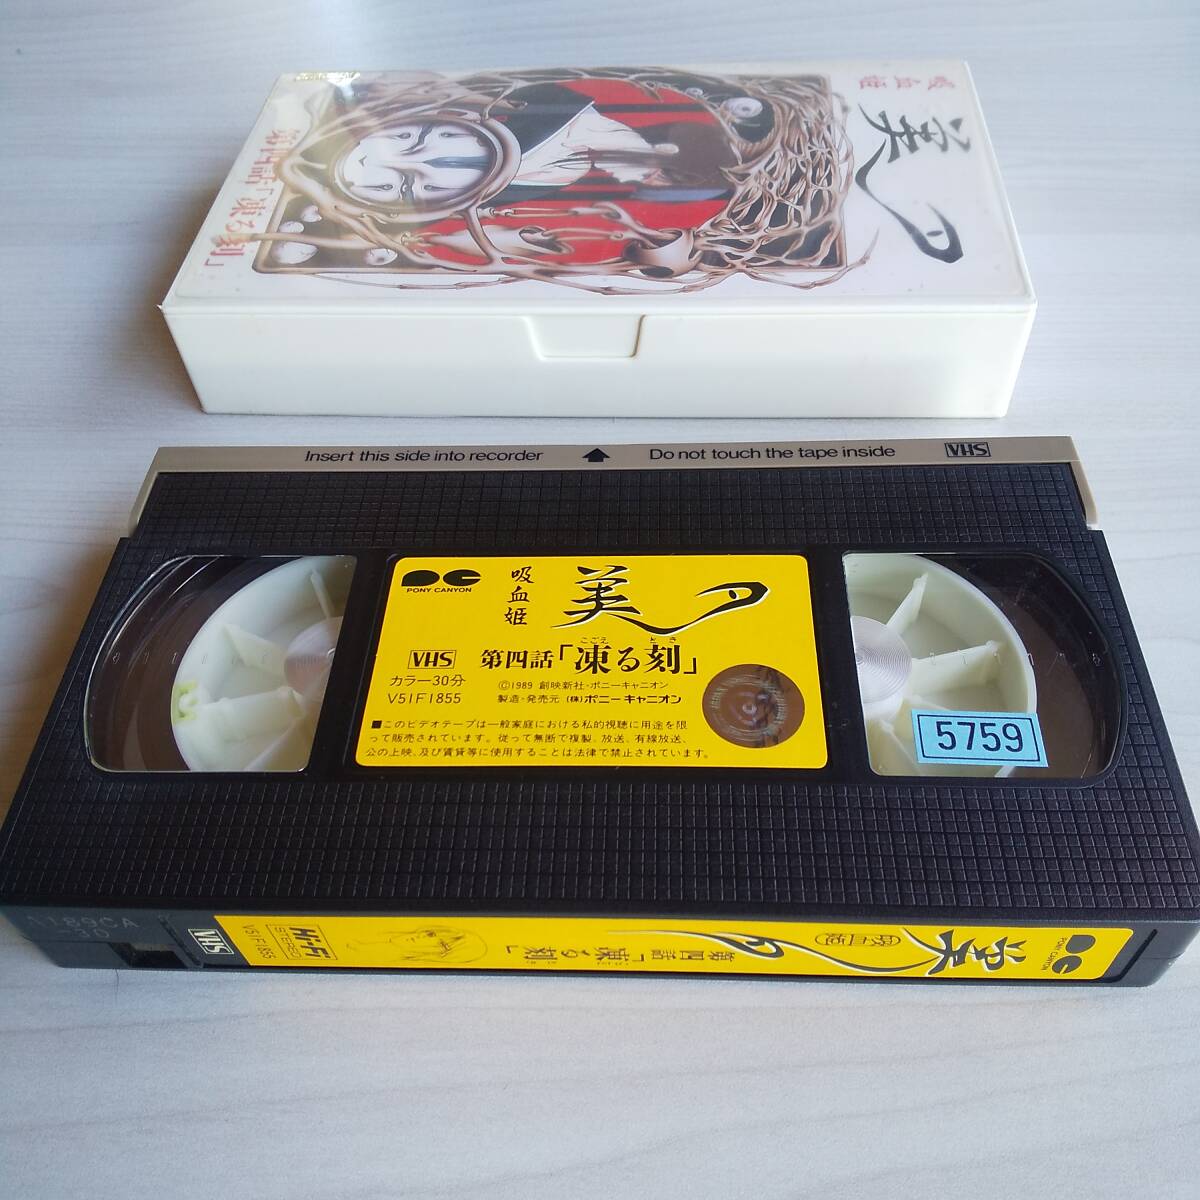 吸血姫
美夕
第四話「凍る刻」
Insert this side into recorder
Do not touch the tape inside
VHS
PONY CANYON
吸血姫
美夕
こごえ とき
第四話「凍る刻」
VHS
カラー30分
V51F1855
©1989 創映新社・ポニーキャニオン
製造・発売元 (株)ポニーキャニオン
■このビデオテープは一般家庭における私的視聴に用途を限
って販売されています。従って無断で複製、放送、有線放送、
公の上映、及び賃貸等に使用することは法律で禁止されています。
5759
VHS
Hi-Fi
STEREO
V51F1855
第四話「凍る刻」
吸血姫
美夕
PONY CANYON